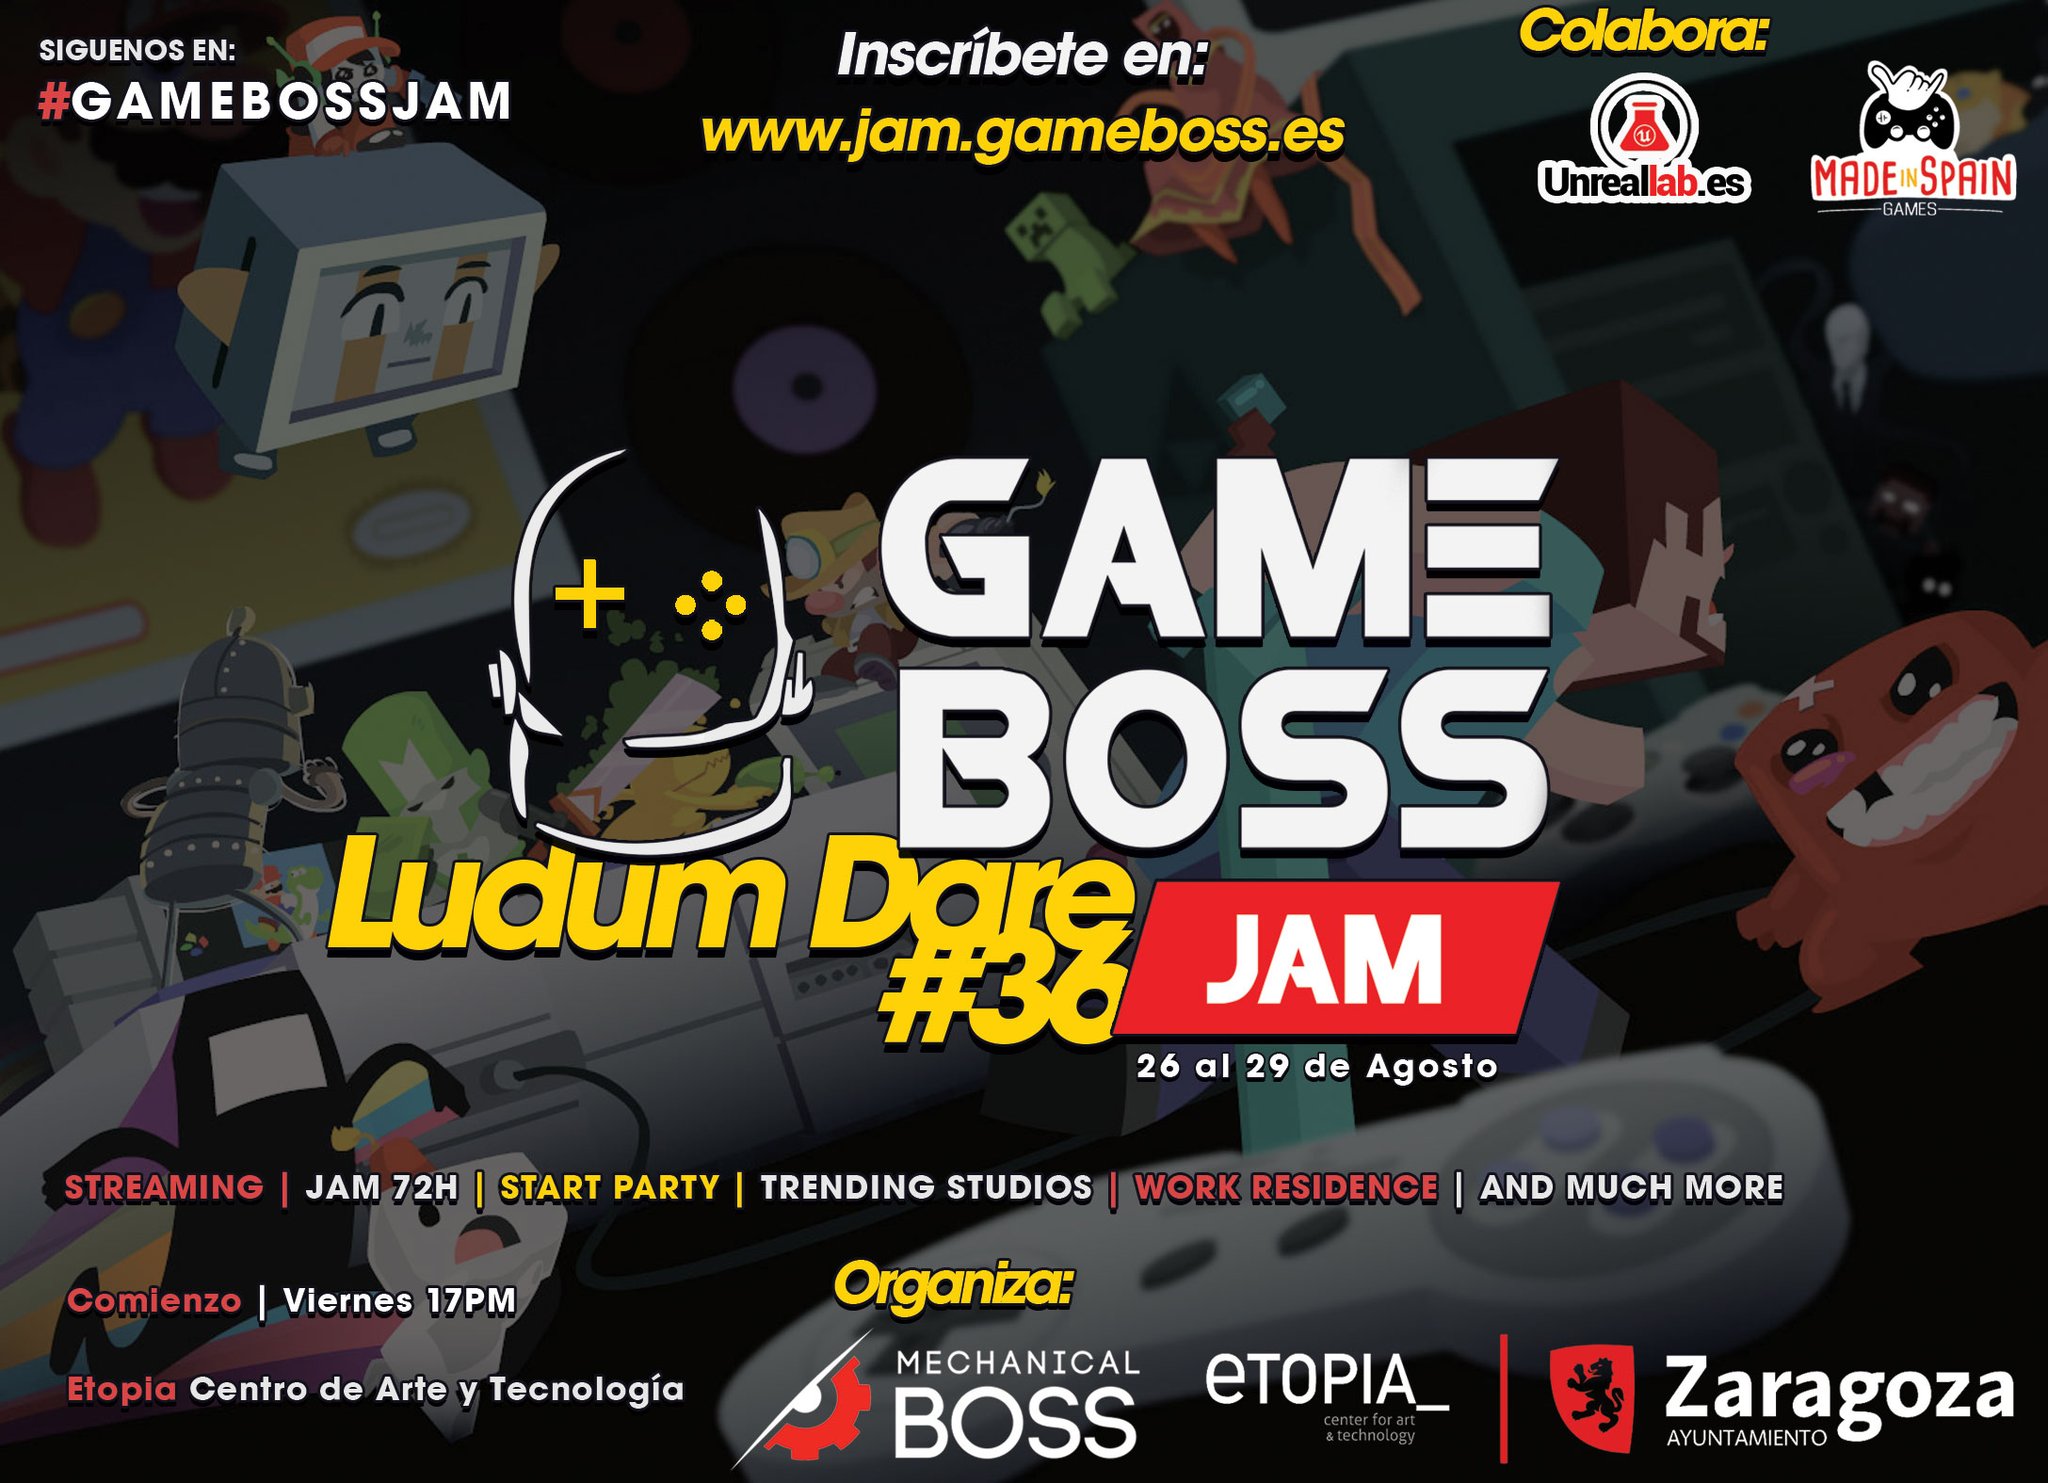 SIGUENOS EN:
#GAMEBOSSJAM
Inscríbete en:
www.jam.gameboss.es
Colabora:
Unreallab.es
MADE IN SPAIN
GAMES
GAME
BOSS
Ludum Dare
#36
JAM
26 al 29 de Agosto
STREAMING | JAM 72H | START PARTY | TRENDING STUDIOS | WORK RESIDENCE | AND MUCH MORE
Comienzo | Viernes 17PM
Etopia Centro de Arte y Tecnología
Organiza:
MECHANICAL
BOSS
eTOPIA_
center for art
& technology
Zaragoza
AYUNTAMIENTO